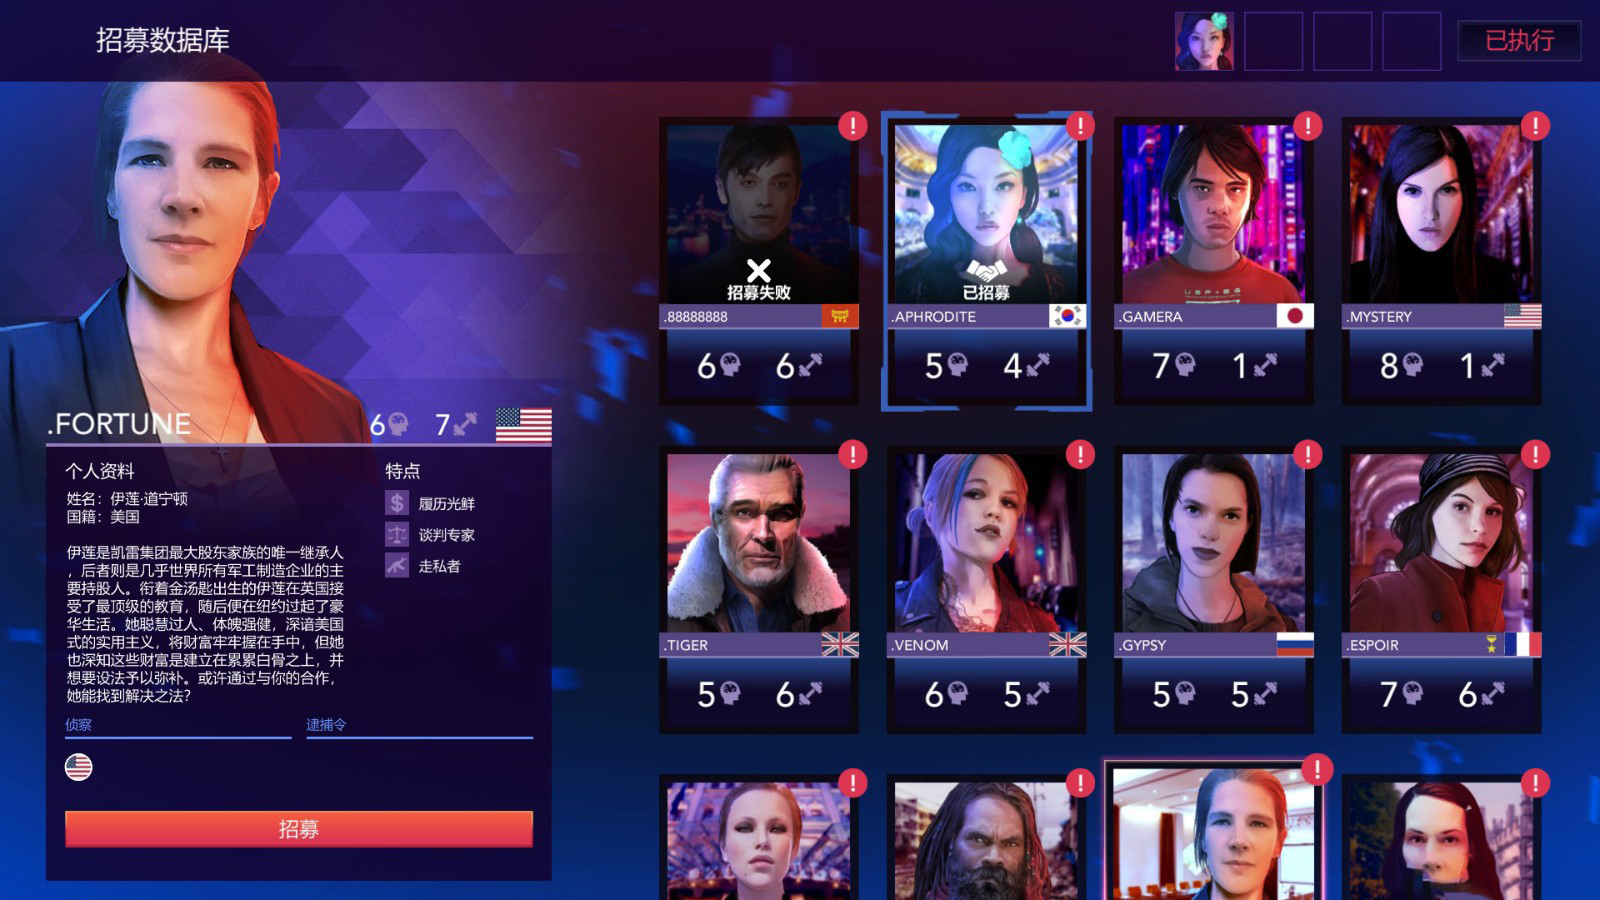 招募数据库
已执行
招募失败
已招募
.88888888
.APHRODITE
.GAMERA
.MYSTERY
6
6
5
4
7
1
8
1
.FORTUNE
6
7
个人资料
特点
姓名：伊莲·道宁顿
国籍：美国
履历光鲜
谈判专家
走私者
伊莲是凯雷集团最大股东家族的唯一继承人
，后者则是几乎世界所有军工制造企业的主
要持股人。衔着金汤匙出生的伊莲在英国接
受了最顶级的教育，随后便在纽约过起了豪
华生活。她聪慧过人、体魄强健，深谙美国
式的实用主义，将财富牢牢握在手中，但她
也深知这些财富是建立在累累白骨之上，并
想要设法予以弥补。或许通过与你的合作，
她能找到解决之法？
侦察
逮捕令
招募
.TIGER
.VENOM
.GYPSY
.ESPOIR
5
6
6
5
5
5
7
6